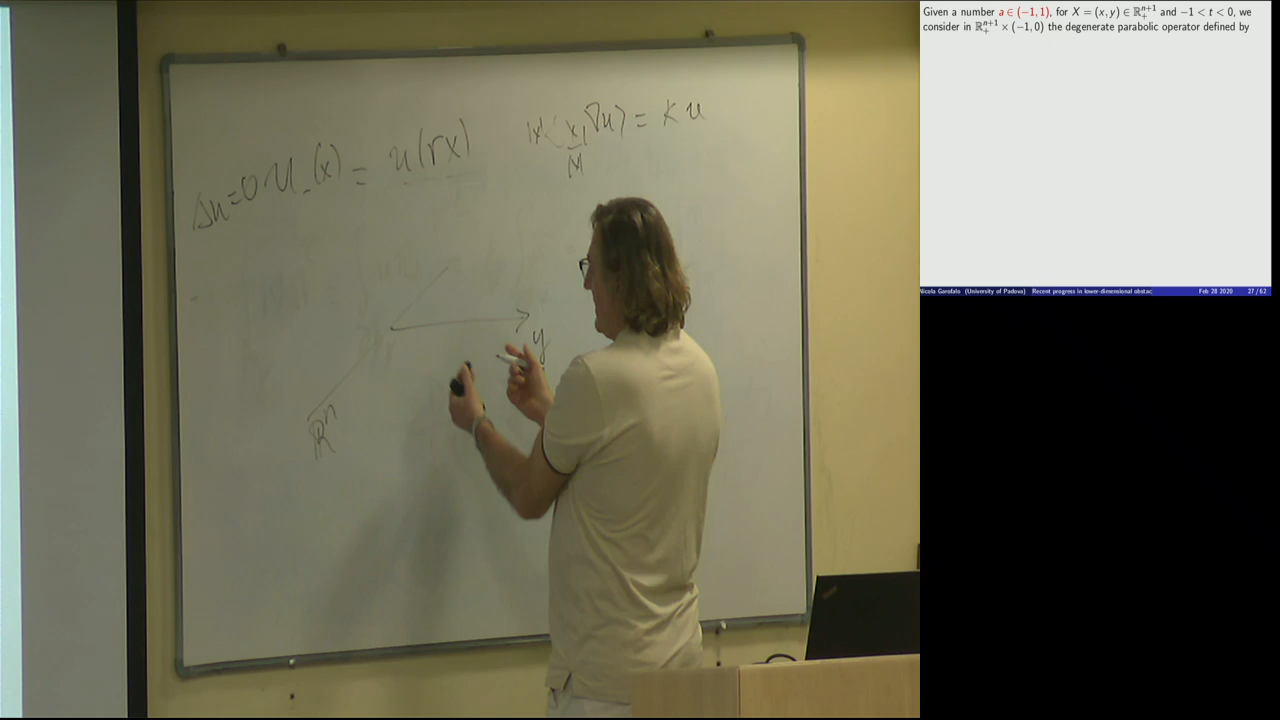 Given a number a ∈ (−1, 1), for X = (x, y) ∈ ℝ₊ⁿ⁺¹ and −1 < t < 0, we
consider in ℝ₊ⁿ⁺¹ × (−1, 0) the degenerate parabolic operator defined by
Nicola Garofalo (University of Padova) Recent progress in lower-dimensional obstac Feb 28 2020 27 / 62
Δu=0 u_(x) = u(rx)
|x|⟨x, ∇u⟩ = κ u
|x|
y
ℝⁿ